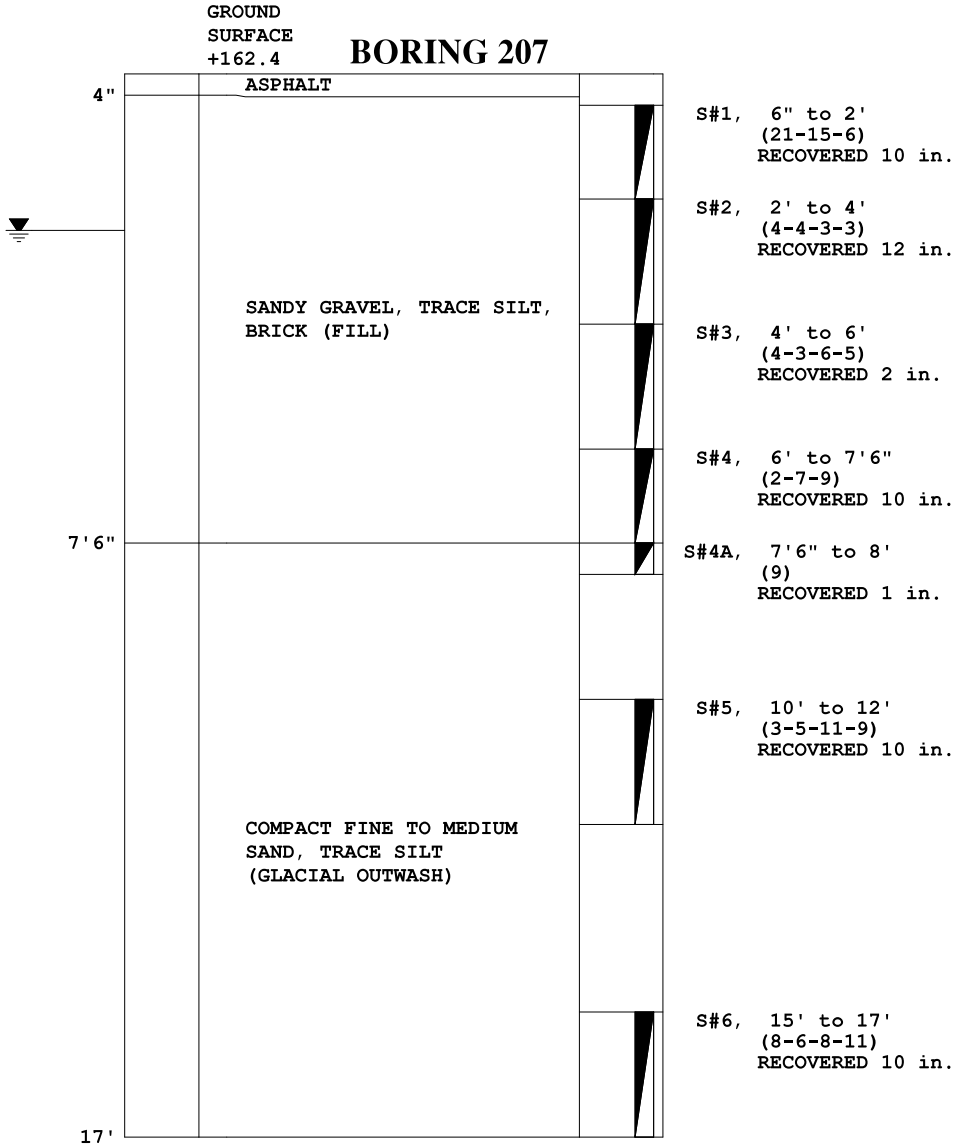 GROUND
SURFACE
+162.4
BORING 207
ASPHALT
4"
S#1, 6" to 2'
(21-15-6)
RECOVERED 10 in.
S#2, 2' to 4'
(4-4-3-3)
RECOVERED 12 in.
SANDY GRAVEL, TRACE SILT,
BRICK (FILL)
S#3, 4' to 6'
(4-3-6-5)
RECOVERED 2 in.
S#4, 6' to 7'6"
(2-7-9)
RECOVERED 10 in.
7'6"
S#4A, 7'6" to 8'
(9)
RECOVERED 1 in.
S#5, 10' to 12'
(3-5-11-9)
RECOVERED 10 in.
COMPACT FINE TO MEDIUM
SAND, TRACE SILT
(GLACIAL OUTWASH)
S#6, 15' to 17'
(8-6-8-11)
RECOVERED 10 in.
17'